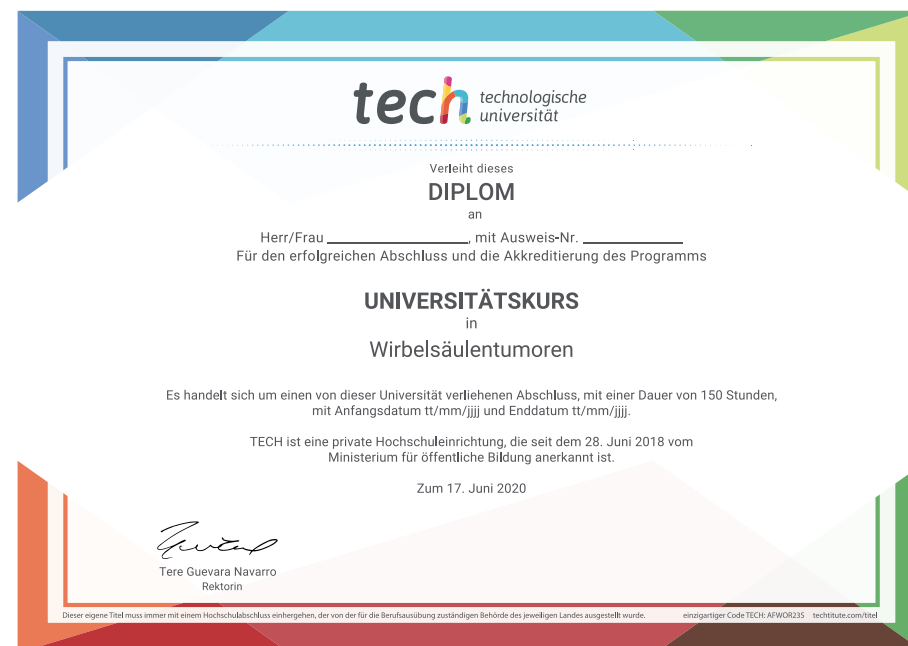 tech technologische
universität
Verleiht dieses
DIPLOM
an
Herr/Frau ____________________, mit Ausweis-Nr. ______________
Für den erfolgreichen Abschluss und die Akkreditierung des Programms
UNIVERSITÄTSKURS
in
Wirbelsäulentumoren
Es handelt sich um einen von dieser Universität verliehenen Abschluss, mit einer Dauer von 150 Stunden,
mit Anfangsdatum tt/mm/jjjj und Enddatum tt/mm/jjjj.
TECH ist eine private Hochschuleinrichtung, die seit dem 28. Juni 2018 vom
Ministerium für öffentliche Bildung anerkannt ist.
Zum 17. Juni 2020
Tere Guevara Navarro
Rektorin
Dieser eigene Titel muss immer mit einem Hochschulabschluss einhergehen, der von der für die Berufsausübung zuständigen Behörde des jeweiligen Landes ausgestellt wurde. einzigartiger Code TECH: AFWOR23S techtitute.com/titel